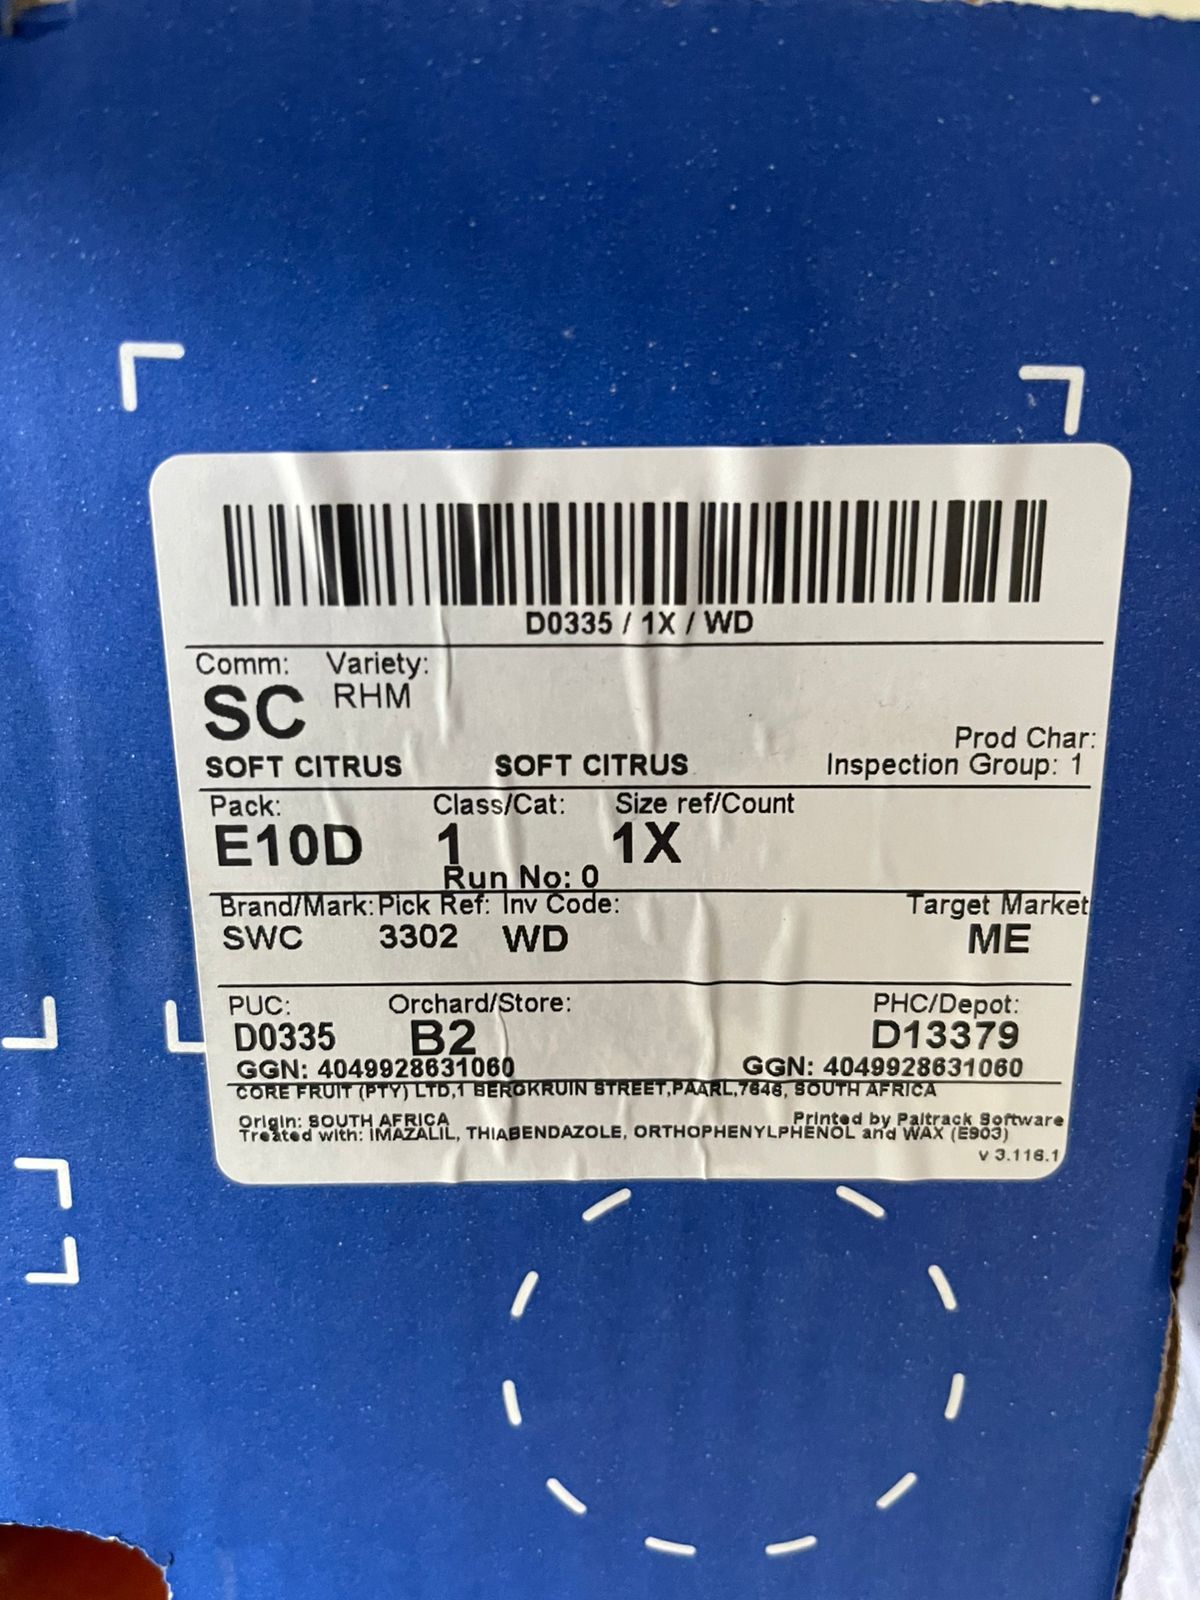 D0335 / 1X / WD
Comm: Variety:
SC RHM
Prod Char:
SOFT CITRUS SOFT CITRUS Inspection Group: 1
Pack: Class/Cat: Size ref/Count
E10D 1 1X
Run No: 0
Brand/Mark: Pick Ref: Inv Code: Target Market
SWC 3302 WD ME
PUC: Orchard/Store: PHC/Depot:
D0335 B2 D13379
GGN: 4049928631060 GGN: 4049928631060
CORE FRUIT (PTY) LTD,1 BERGKRUIN STREET,PAARL,7646, SOUTH AFRICA
Origin: SOUTH AFRICA Printed by Paltrack Software
Treated with: IMAZALIL, THIABENDAZOLE, ORTHOPHENYLPHENOL and WAX (E903)
v 3.116.1